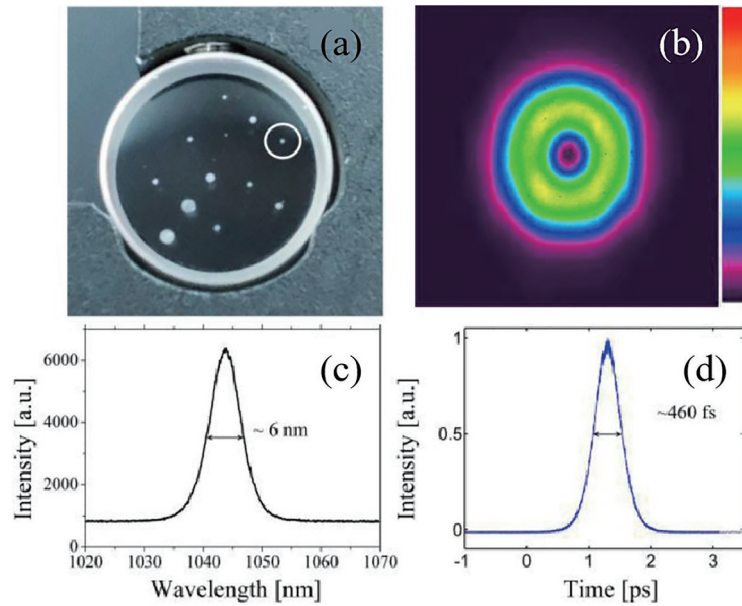 (a)
(b)
(c)
6000
4000
2000
0
1020
1030
1040
1050
1060
1070
Intensity [a.u.]
Wavelength [nm]
~ 6 nm
(d)
1
0.5
0
-1
0
1
2
3
Intensity [a.u.]
Time [ps]
~460 fs